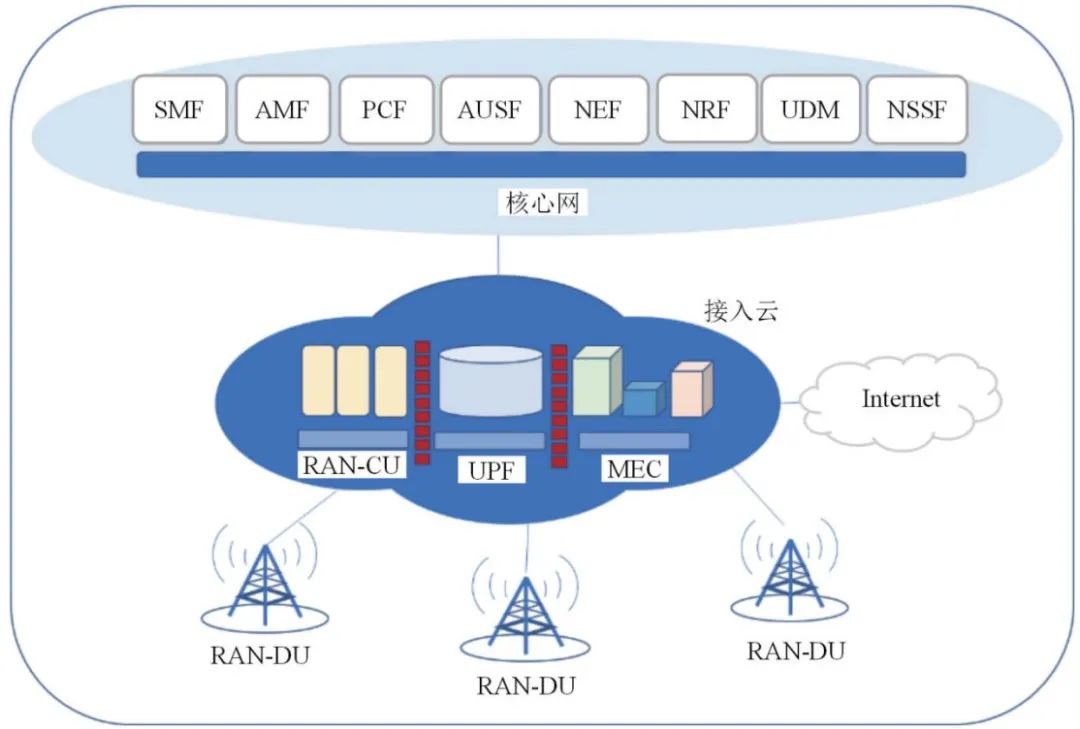 SMF AMF PCF AUSF NEF NRF UDM NSSF
核心网
接入云
Internet
RAN-CU UPF MEC
RAN-DU
RAN-DU
RAN-DU